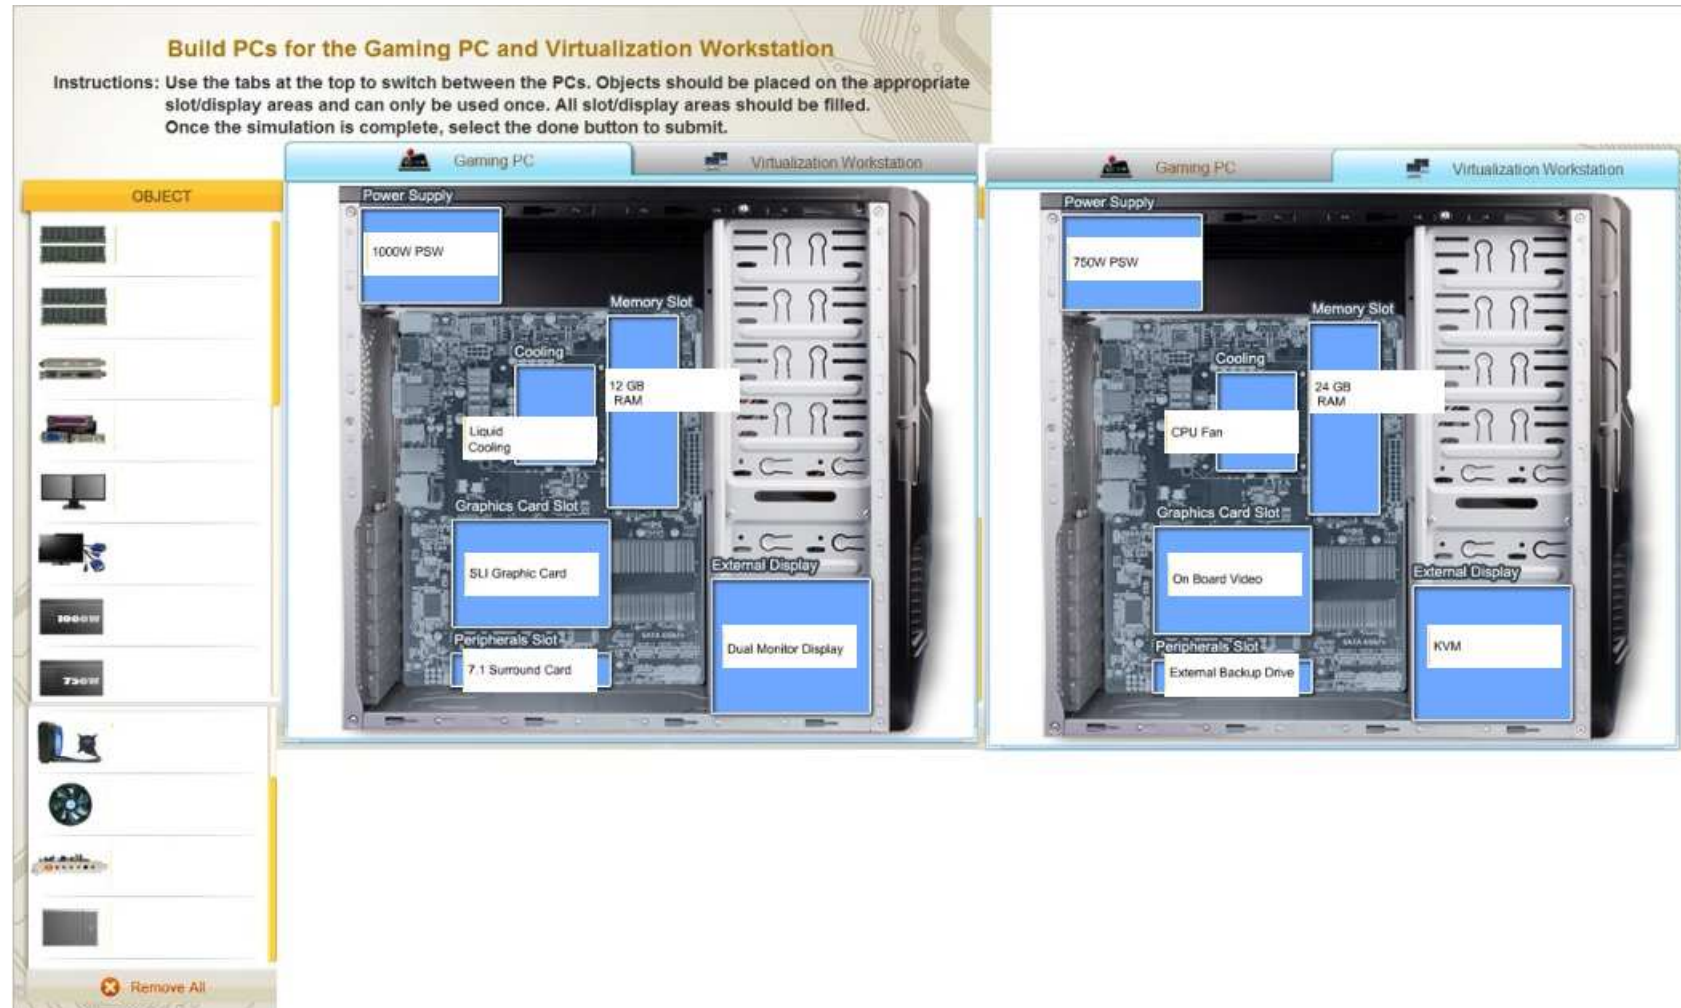 Build PCs for the Gaming PC and Virtualization Workstation
Instructions: Use the tabs at the top to switch between the PCs. Objects should be placed on the appropriate
slot/display areas and can only be used once. All slot/display areas should be filled.
Once the simulation is complete, select the done button to submit.
OBJECT
1000W
750W
Remove All
Gaming PC
Virtualization Workstation
Power Supply
1000W PSW
Memory Slot
Cooling
12 GB
RAM
Liquid
Cooling
Graphics Card Slot
SLI Graphic Card
External Display
Dual Monitor Display
Peripherals Slot
7.1 Surround Card
Gaming PC
Virtualization Workstation
Power Supply
750W PSW
Memory Slot
Cooling
24 GB
RAM
CPU Fan
Graphics Card Slot
On Board Video
External Display
KVM
Peripherals Slot
External Backup Drive